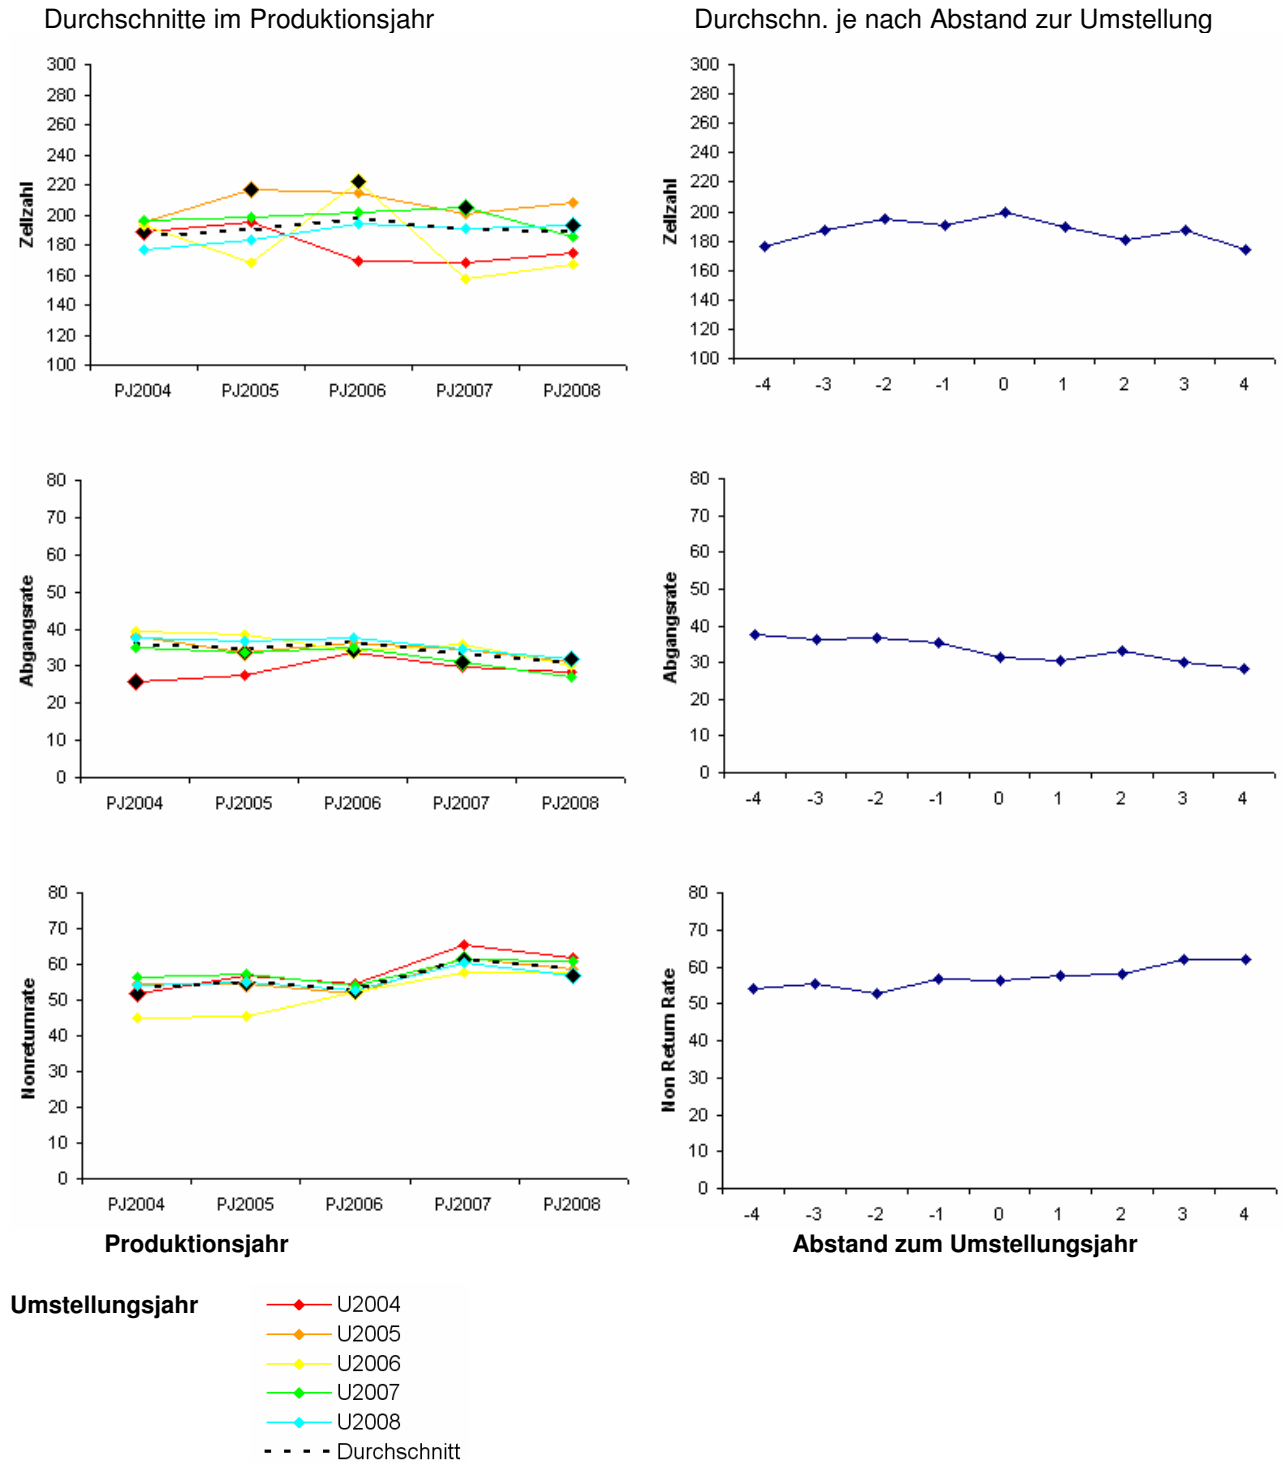 Durchschnitte im Produktionsjahr
Durchschn. je nach Abstand zur Umstellung
Zellzahl
300
280
260
240
220
200
180
160
140
120
100
PJ2004 PJ2005 PJ2006 PJ2007 PJ2008
Zellzahl
300
280
260
240
220
200
180
160
140
120
100
-4 -3 -2 -1 0 1 2 3 4
Abgangsrate
80
70
60
50
40
30
20
10
0
PJ2004 PJ2005 PJ2006 PJ2007 PJ2008
Abgangsrate
80
70
60
50
40
30
20
10
0
-4 -3 -2 -1 0 1 2 3 4
Nonreturnrate
80
70
60
50
40
30
20
10
0
PJ2004 PJ2005 PJ2006 PJ2007 PJ2008
Produktionsjahr
Non Return Rate
80
70
60
50
40
30
20
10
0
-4 -3 -2 -1 0 1 2 3 4
Abstand zum Umstellungsjahr
Umstellungsjahr
U2004
U2005
U2006
U2007
U2008
Durchschnitt